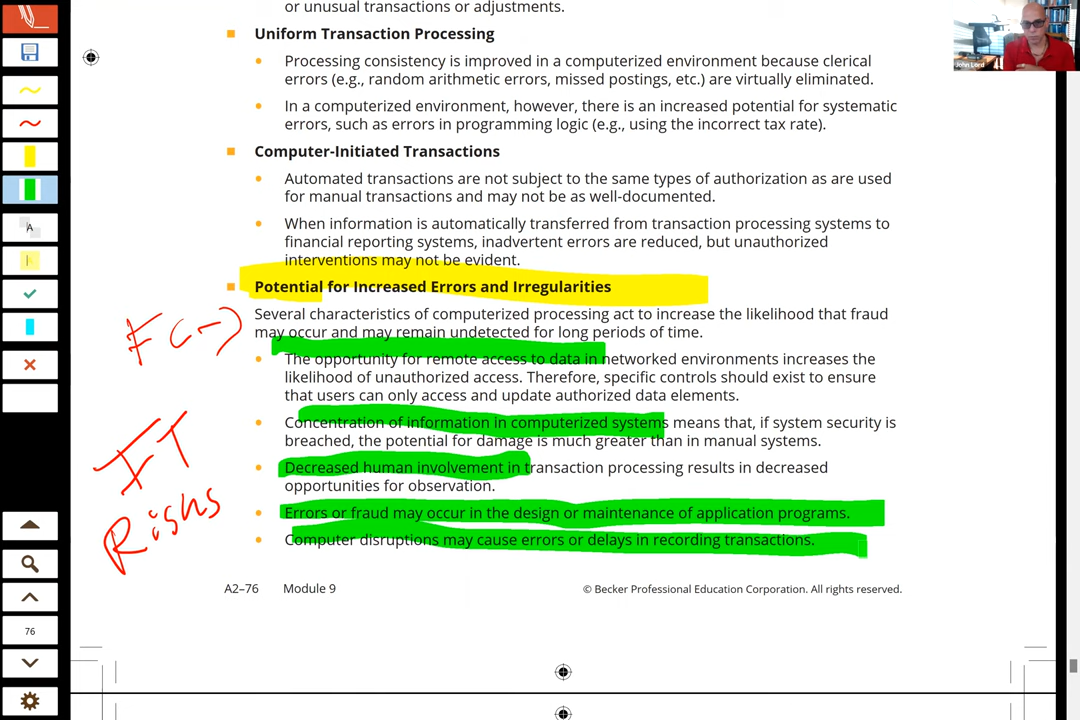 or unusual transactions or adjustments.
Uniform Transaction Processing
Processing consistency is improved in a computerized environment because clerical
errors (e.g., random arithmetic errors, missed postings, etc.) are virtually eliminated.
In a computerized environment, however, there is an increased potential for systematic
errors, such as errors in programming logic (e.g., using the incorrect tax rate).
Computer-Initiated Transactions
Automated transactions are not subject to the same types of authorization as are used
for manual transactions and may not be as well-documented.
When information is automatically transferred from transaction processing systems to
financial reporting systems, inadvertent errors are reduced, but unauthorized
interventions may not be evident.
Potential for Increased Errors and Irregularities
Several characteristics of computerized processing act to increase the likelihood that fraud
may occur and may remain undetected for long periods of time.
The opportunity for remote access to data in networked environments increases the
likelihood of unauthorized access. Therefore, specific controls should exist to ensure
that users can only access and update authorized data elements.
Concentration of information in computerized systems means that, if system security is
breached, the potential for damage is much greater than in manual systems.
Decreased human involvement in transaction processing results in decreased
opportunities for observation.
Errors or fraud may occur in the design or maintenance of application programs.
Computer disruptions may cause errors or delays in recording transactions.
IT
Risks
A2–76 Module 9 © Becker Professional Education Corporation. All rights reserved.
A
76
John Lord